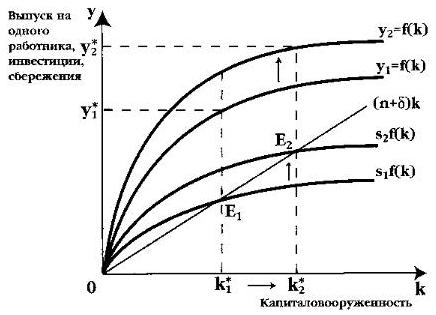 Выпуск на
одного
работника,
инвестиции,
сбережения
y
y₂*
y₁*
y₂=f(k)
y₁=f(k)
(n+δ)k
s₂f(k)
s₁f(k)
E₂
E₁
0
k₁*
k₂*
k
Капиталовооруженность